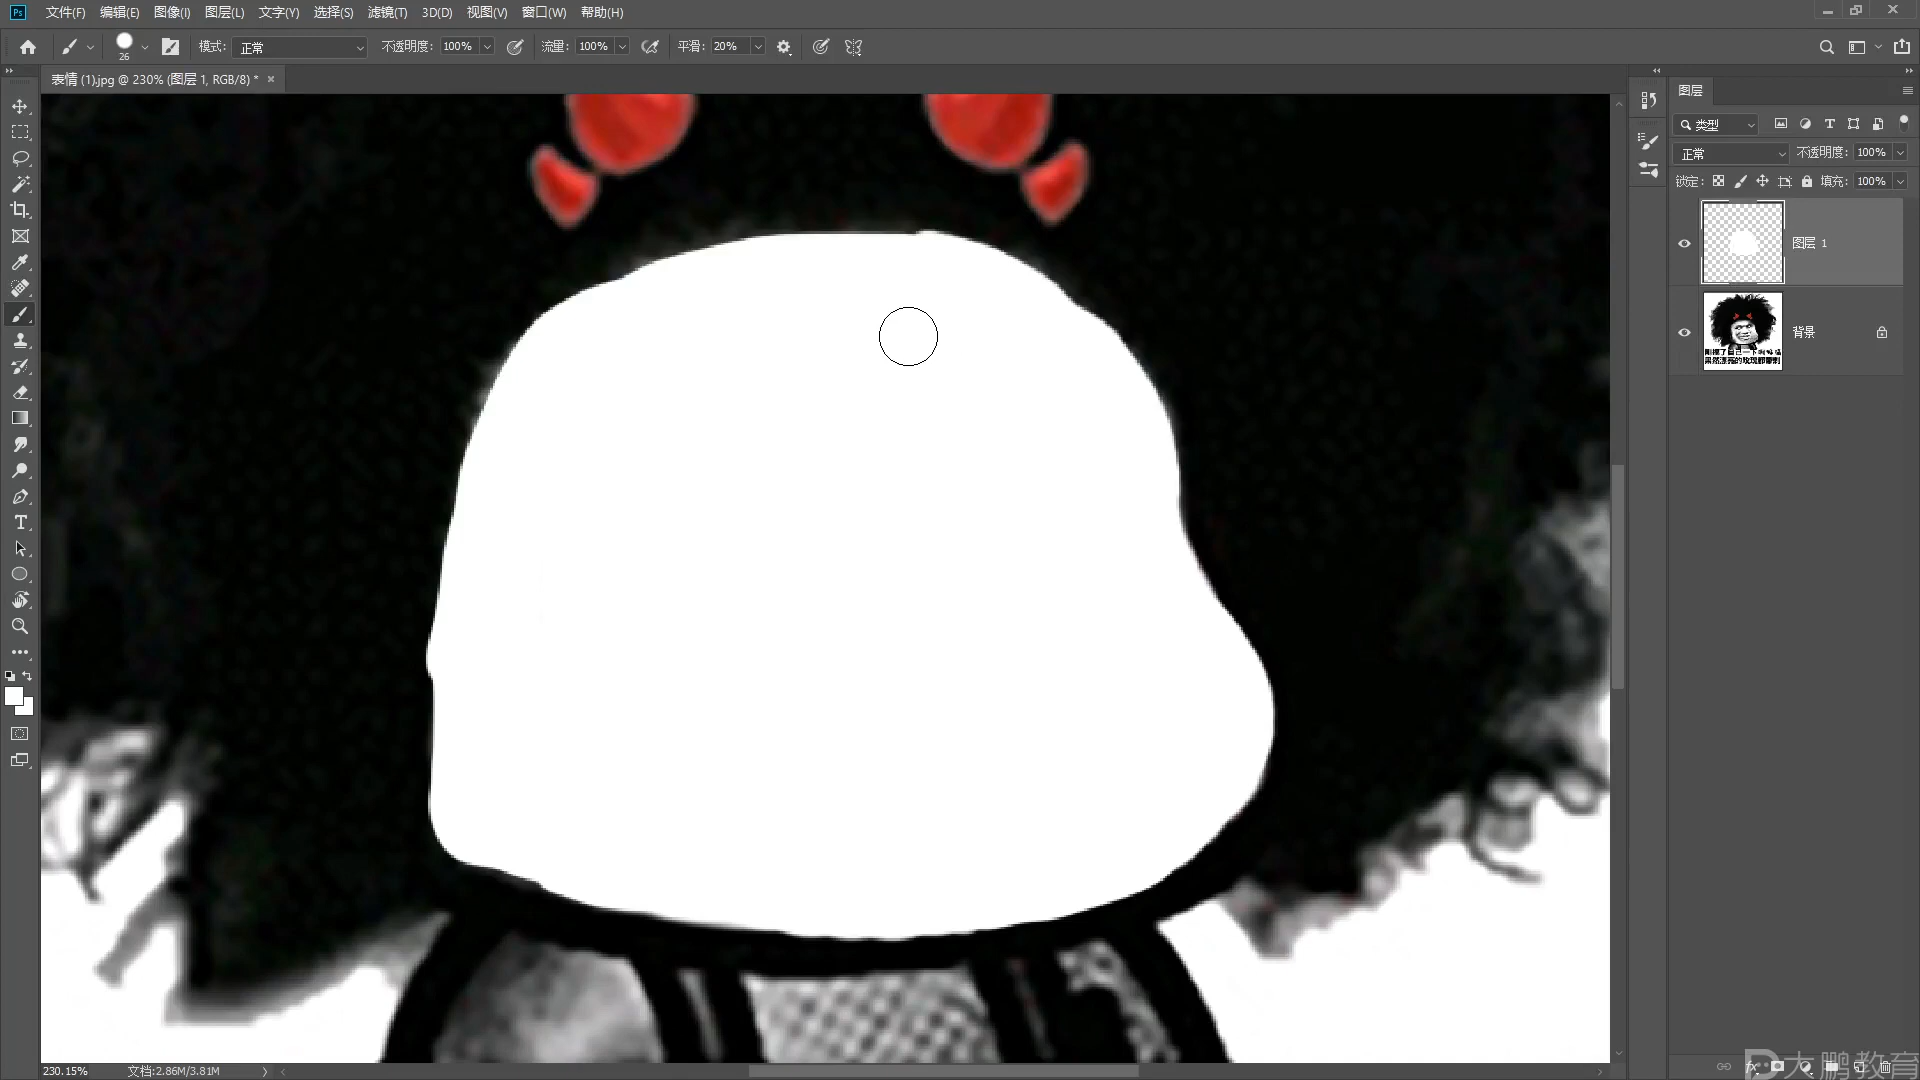 Ps 文件(F) 编辑(E) 图像(I) 图层(L) 文字(Y) 选择(S) 滤镜(T) 3D(D) 视图(V) 窗口(W) 帮助(H)
26 模式: 正常 不透明度: 100% 流量: 100% 平滑: 20%
表情 (1).jpg @ 230% (图层 1, RGB/8) * ×
图层
类型
正常 不透明度: 100%
锁定: 填充: 100%
图层 1
背景
230.15% 文档:2.86M/3.81M
大鹏教育